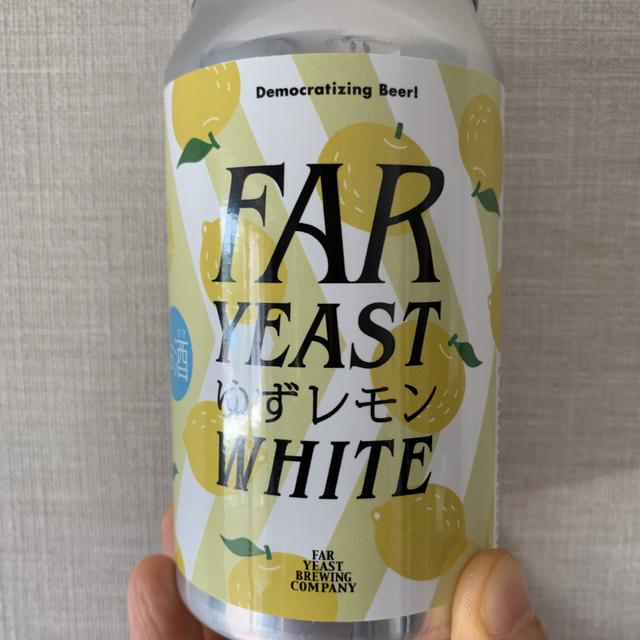 Democratizing Beer!
FAR
YEAST
ゆずレモン
WHITE
FAR
YEAST
BREWING
COMPANY